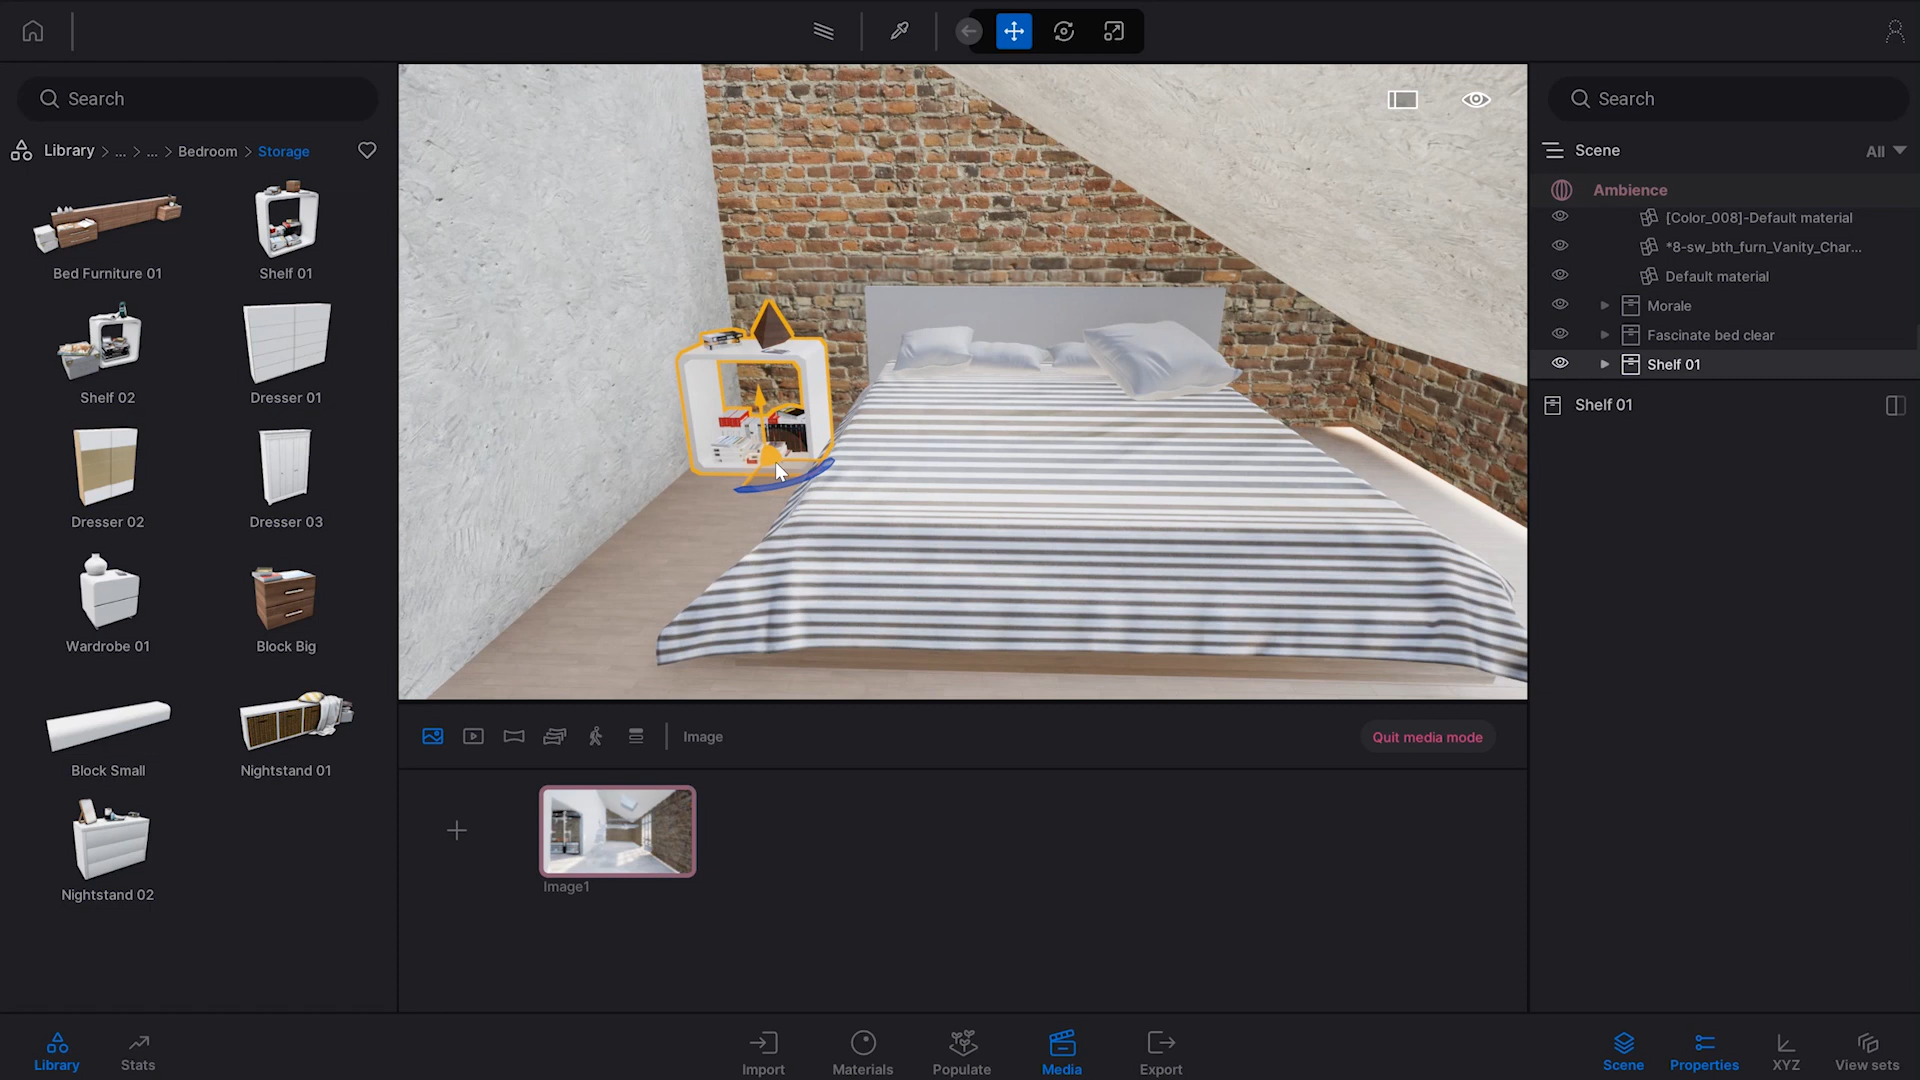 Search
Library > ... > ... > Bedroom > Storage
Bed Furniture 01
Shelf 01
Shelf 02
Dresser 01
Dresser 02
Dresser 03
Wardrobe 01
Block Big
Block Small
Nightstand 01
Nightstand 02
Image
Quit media mode
Image1
Search
Scene
All
Ambience
[Color_008]-Default material
*8-sw_bth_furn_Vanity_Char...
Default material
Morale
Fascinate bed clear
Shelf 01
Shelf 01
Library
Stats
Import
Materials
Populate
Media
Export
Scene
Properties
XYZ
View sets